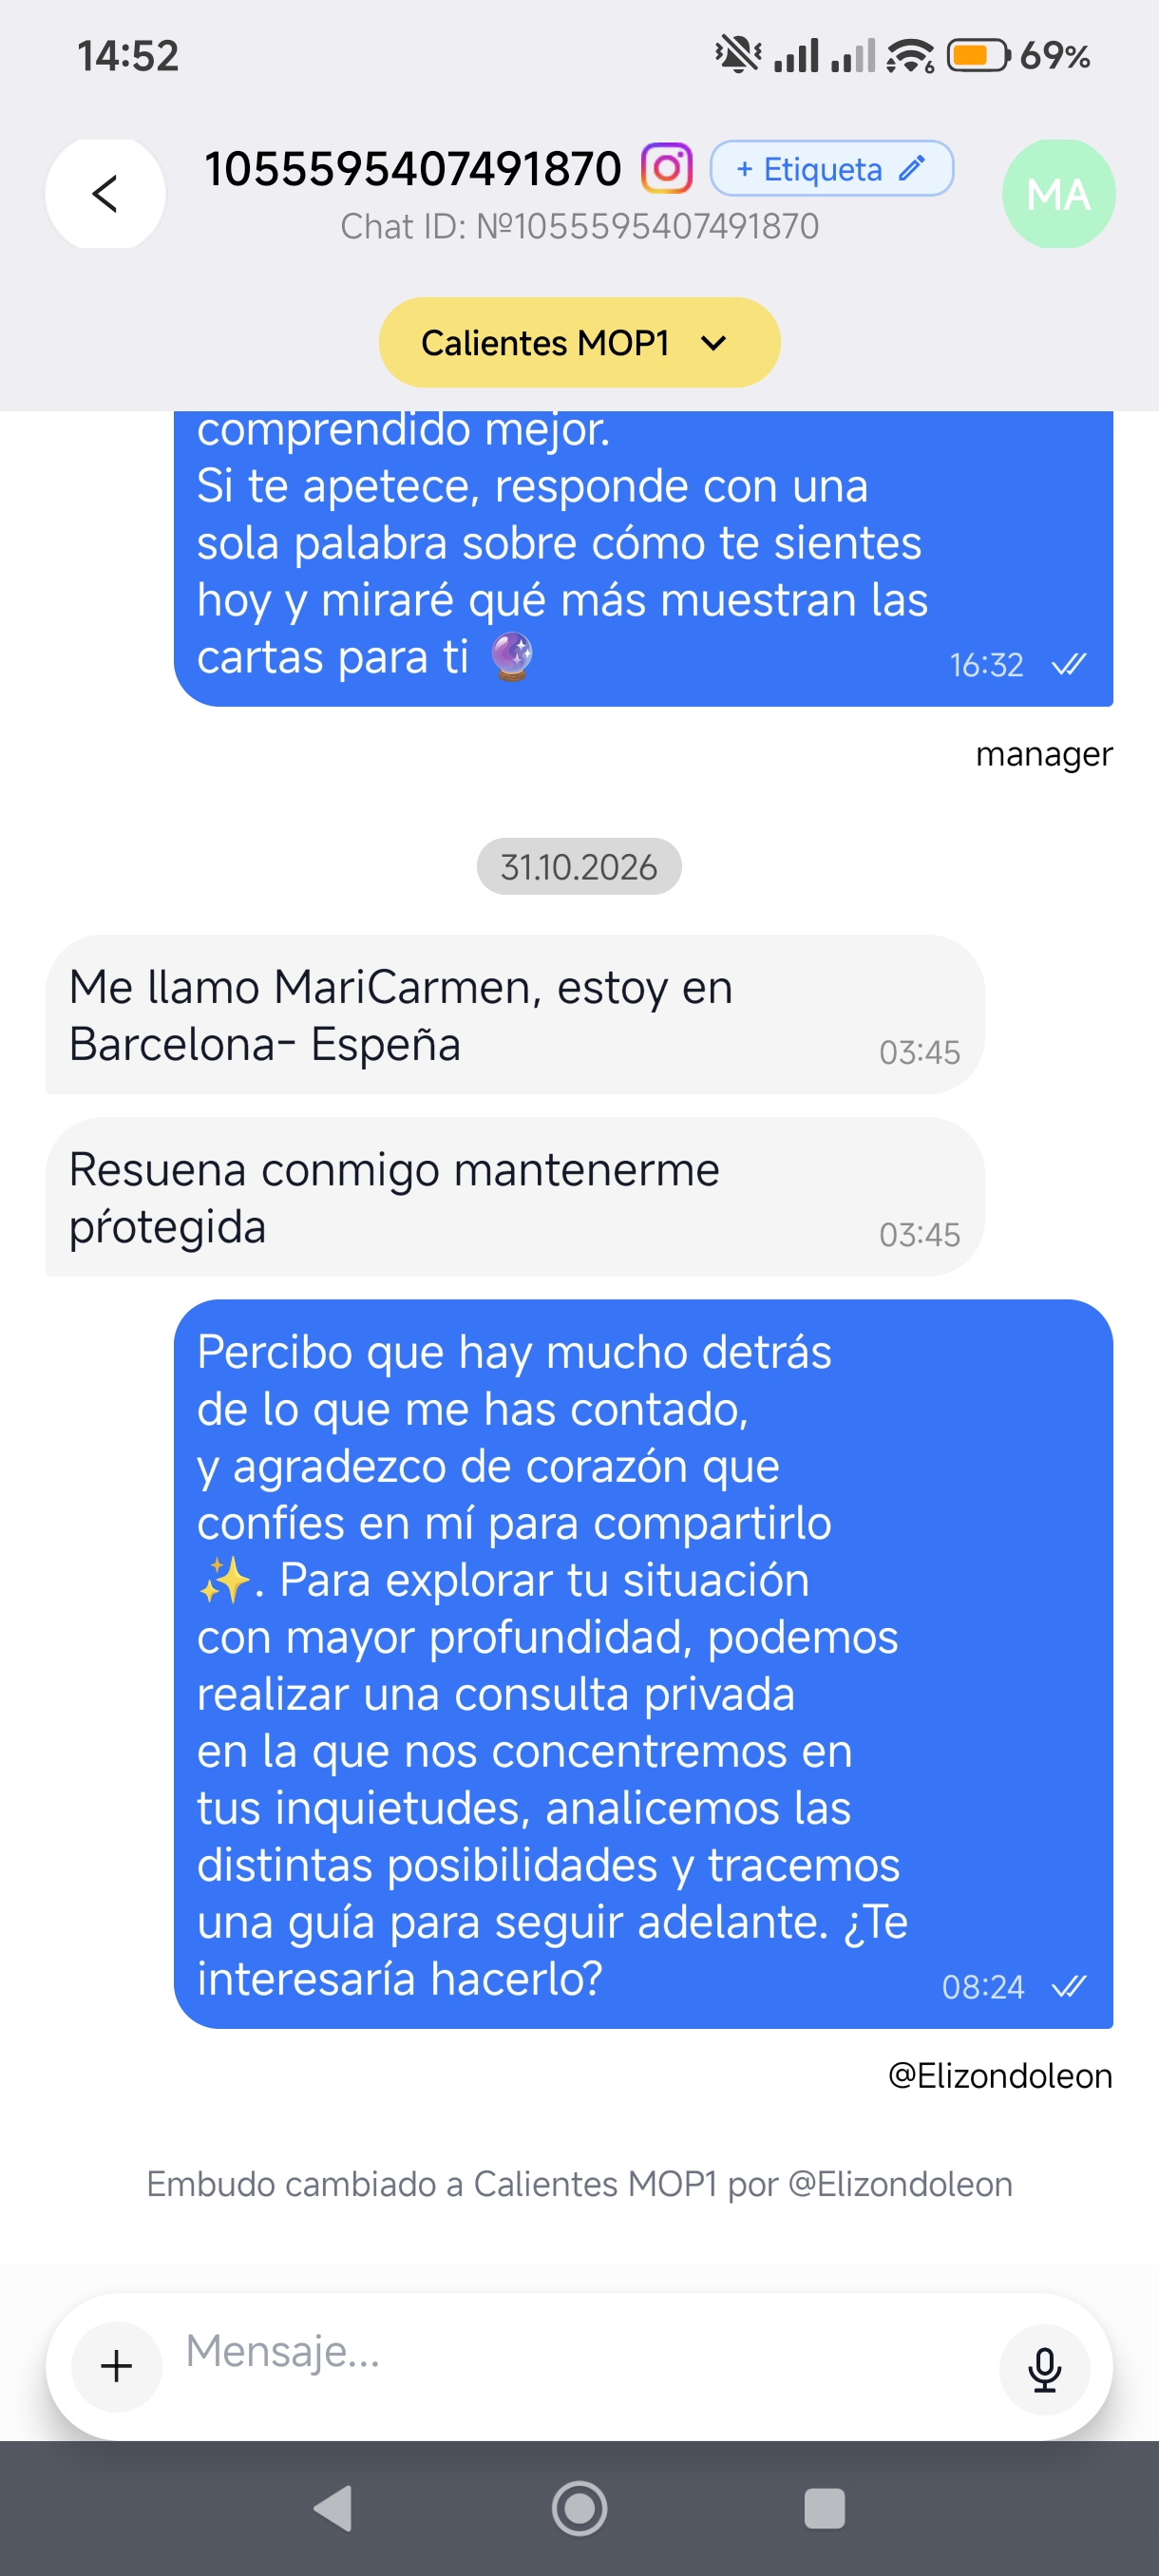 14:52
6
69%
1055595407491870
+ Etiqueta
MA
Chat ID: Nº1055595407491870
Calientes MOP1
comprendido mejor.
Si te apetece, responde con una
sola palabra sobre cómo te sientes
hoy y miraré qué más muestran las
cartas para ti 🔮
16:32
manager
31.10.2026
Me llamo MariCarmen, estoy en
Barcelona- Espeña
03:45
Resuena conmigo mantenerme
pŕotegida
03:45
Percibo que hay mucho detrás
de lo que me has contado,
y agradezco de corazón que
confíes en mí para compartirlo
✨. Para explorar tu situación
con mayor profundidad, podemos
realizar una consulta privada
en la que nos concentremos en
tus inquietudes, analicemos las
distintas posibilidades y tracemos
una guía para seguir adelante. ¿Te
interesaría hacerlo?
08:24
@Elizondoleon
Embudo cambiado a Calientes MOP1 por @Elizondoleon
Mensaje...